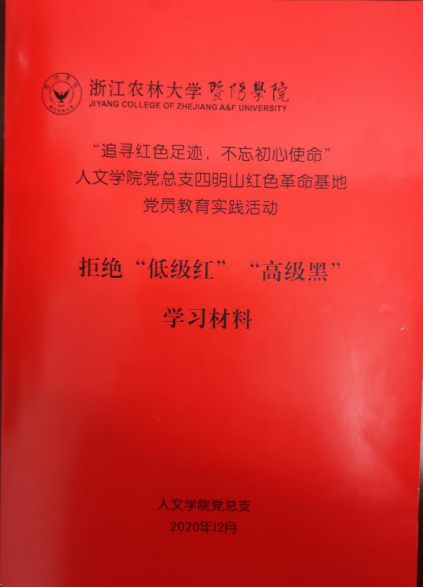 浙江农林大学暨阳學院
JIYANG COLLEGE OF ZHEJIANG A&F UNIVERSITY
“追寻红色足迹，不忘初心使命”
人文学院党总支四明山红色革命基地
党员教育实践活动
拒绝“低级红”“高级黑”
学习材料
人文学院党总支
2020年12月